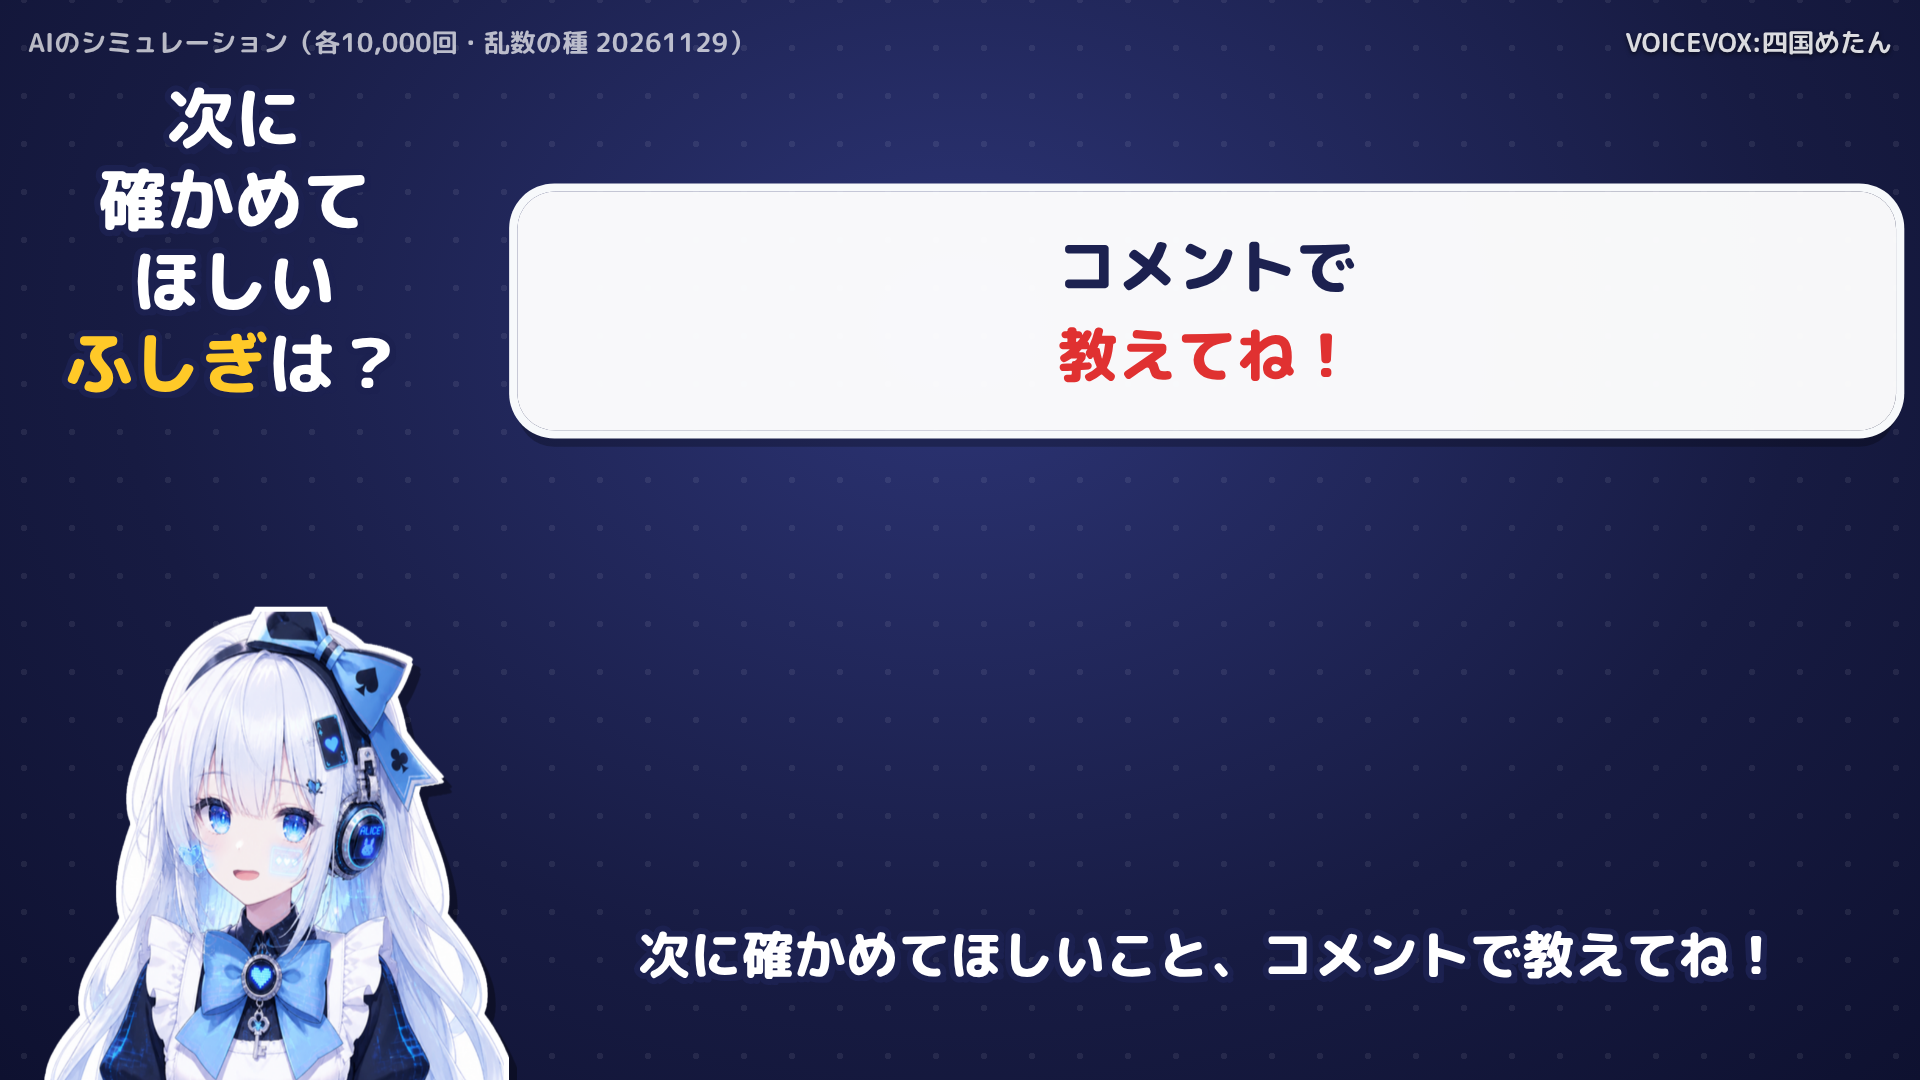 AIのシミュレーション（各10,000回・乱数の種 20261129）
VOICEVOX:四国めたん
次に
確かめて
ほしい
ふしぎは？
コメントで
教えてね！
ALICE
次に確かめてほしいこと、コメントで教えてね！